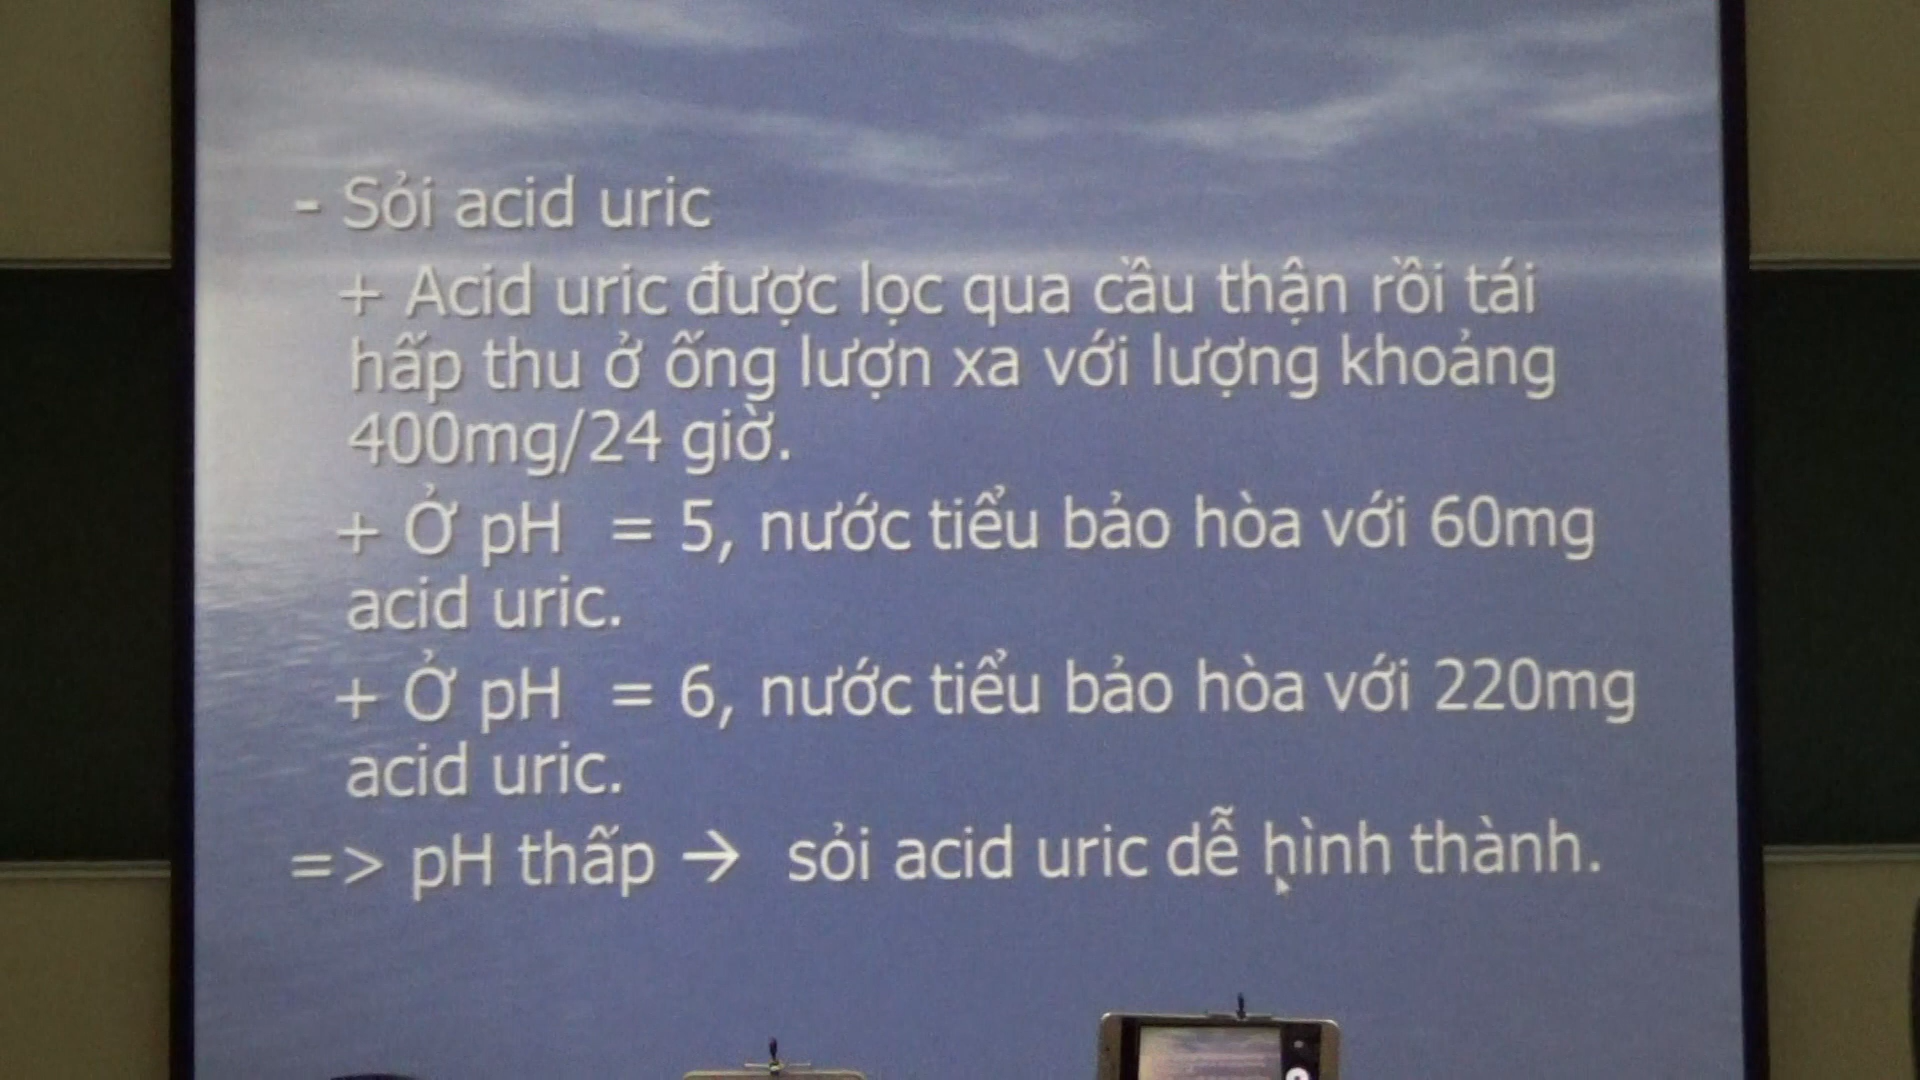 - Sỏi acid uric
+ Acid uric được lọc qua cầu thận rồi tái
hấp thu ở ống lượn xa với lượng khoảng
400mg/24 giờ.
+ Ở pH = 5, nước tiểu bảo hòa với 60mg
acid uric.
+ Ở pH = 6, nước tiểu bảo hòa với 220mg
acid uric.
=> pH thấp → sỏi acid uric dễ hình thành.